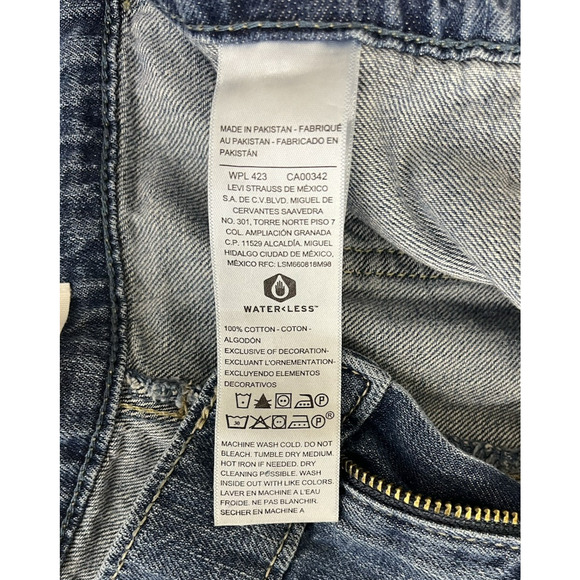 MADE IN PAKISTAN - FABRIQUÉ
AU PAKISTAN - FABRICADO EN
PAKISTÁN
WPL 423 CA00342
LEVI STRAUSS DE MÉXICO
S.A. DE C.V.BLVD. MIGUEL DE
CERVANTES SAAVEDRA
NO. 301, TORRE NORTE PISO 7
COL. AMPLIACIÓN GRANADA
C.P. 11529 ALCALDÍA. MIGUEL
HIDALGO CIUDAD DE MÉXICO,
MÉXICO RFC: LSM660818M98
WATER<LESS™
100% COTTON - COTON -
ALGODÓN
EXCLUSIVE OF DECORATION-
EXCLUANT L'ORNEMENTATION-
EXCLUYENDO ELEMENTOS
DECORATIVOS
P
30 P ®
MACHINE WASH COLD. DO NOT
BLEACH. TUMBLE DRY MEDIUM.
HOT IRON IF NEEDED. DRY
CLEANING POSSIBLE. WASH
INSIDE OUT WITH LIKE COLORS.
LAVER EN MACHINE A L'EAU
FROIDE. NE PAS BLANCHIR.
SECHER EN MACHINE A